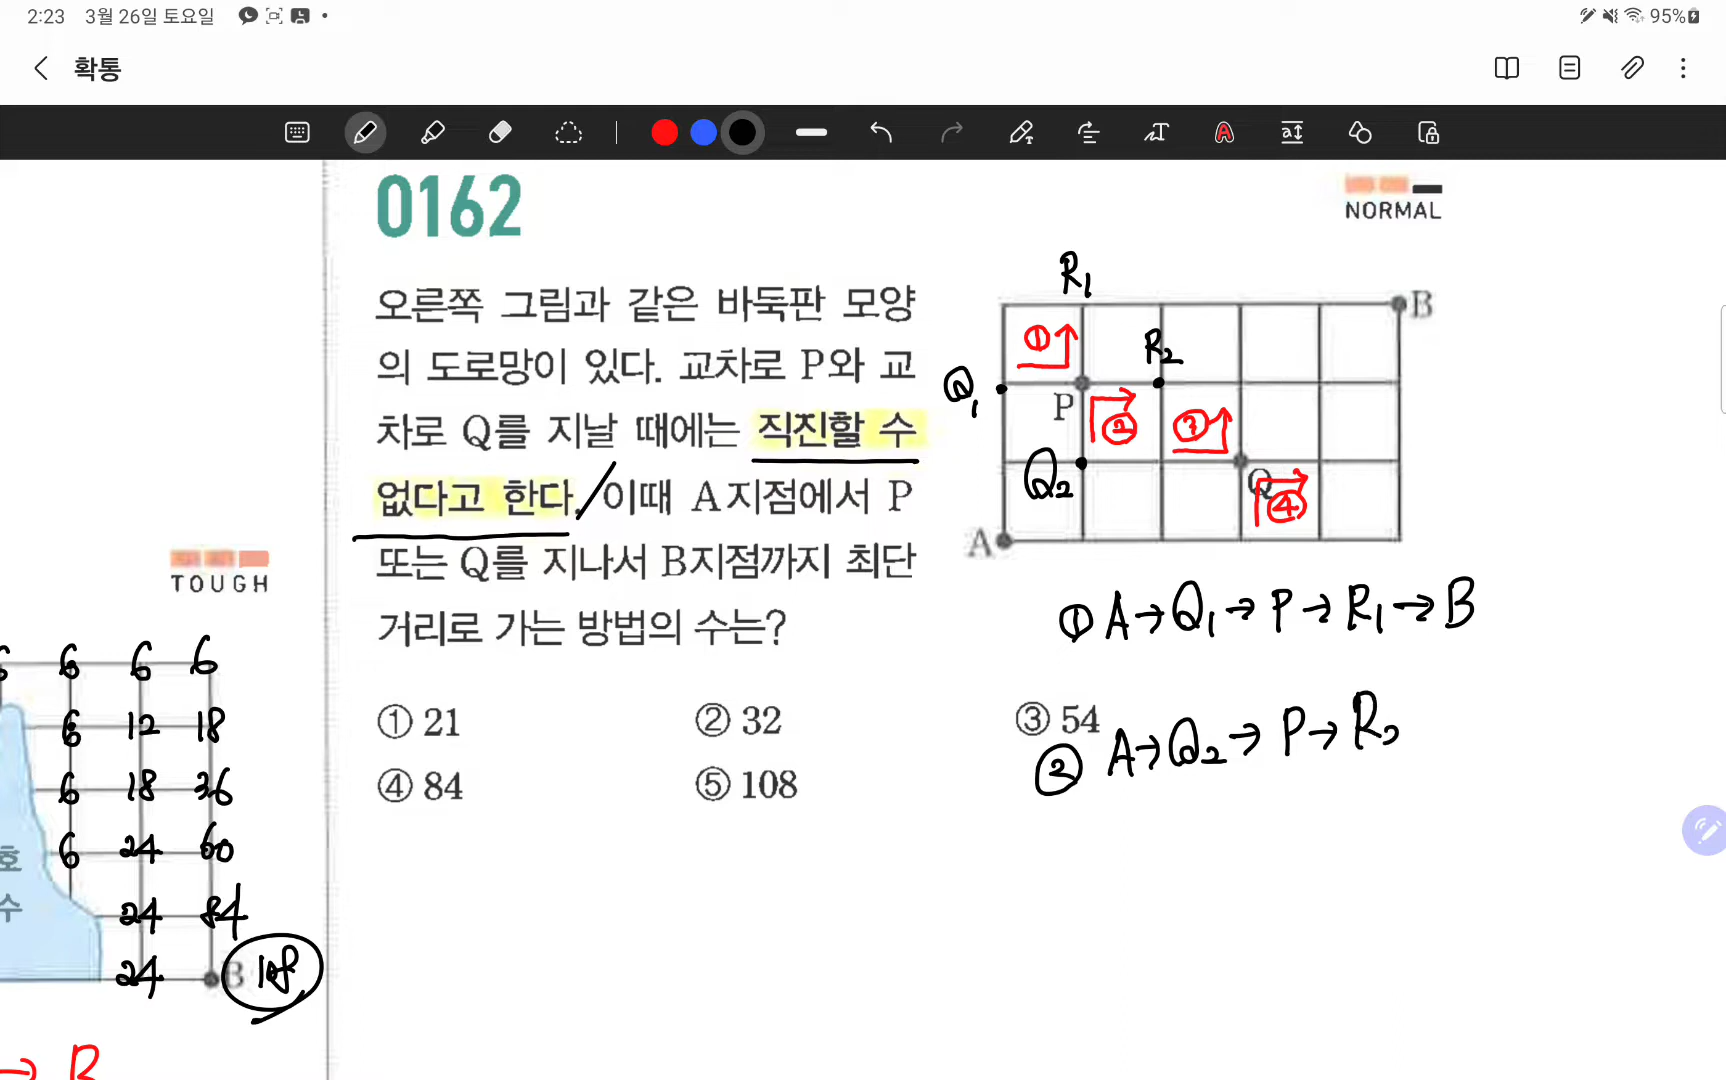 2:23 3월 26일 토요일
95%
확통
0162
NORMAL
오른쪽 그림과 같은 바둑판 모양
의 도로망이 있다. 교차로 P와 교
차로 Q를 지날 때에는 직진할 수
없다고 한다. 이때 A지점에서 P
또는 Q를 지나서 B지점까지 최단
거리로 가는 방법의 수는?
① 21 ② 32 ③ 54
④ 84 ⑤ 108
R₁
B
①
R₂
Q₁
P
②
③
Q₂
Q
④
A
① A→Q₁→P→R₁→B
② A→Q₂→P→R₂
TOUGH
6 6 6
6 12 18
6 18 36
호
6 24 60
수
24 84
24 B 108
→ B